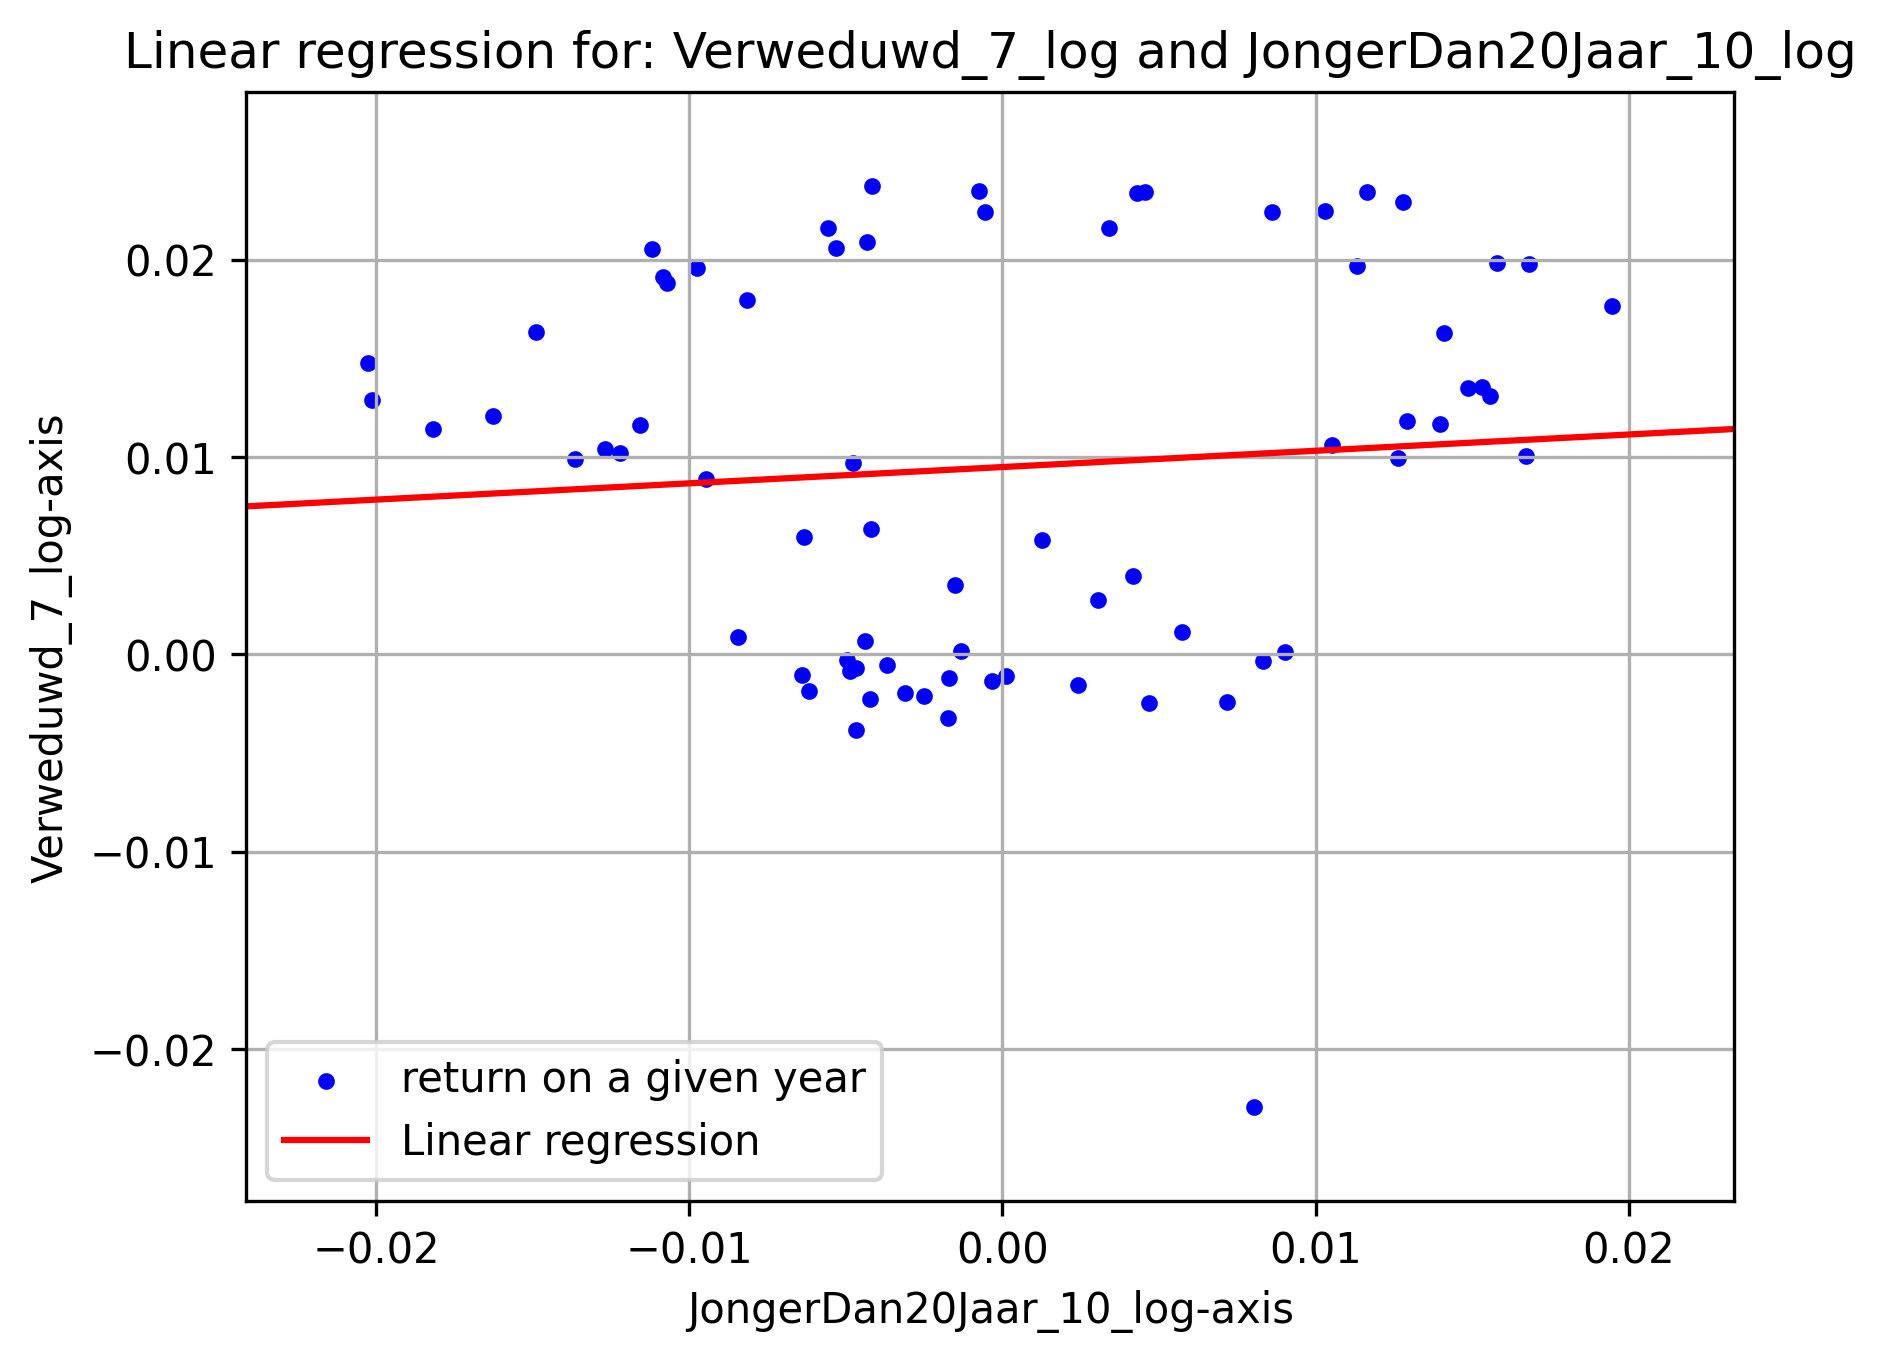 Linear regression for: Verweduwd_7_log and JongerDan20Jaar_10_log
Verweduwd_7_log-axis
0.02
0.01
0.00
−0.01
−0.02
return on a given year
Linear regression
−0.02 −0.01 0.00 0.01 0.02
JongerDan20Jaar_10_log-axis